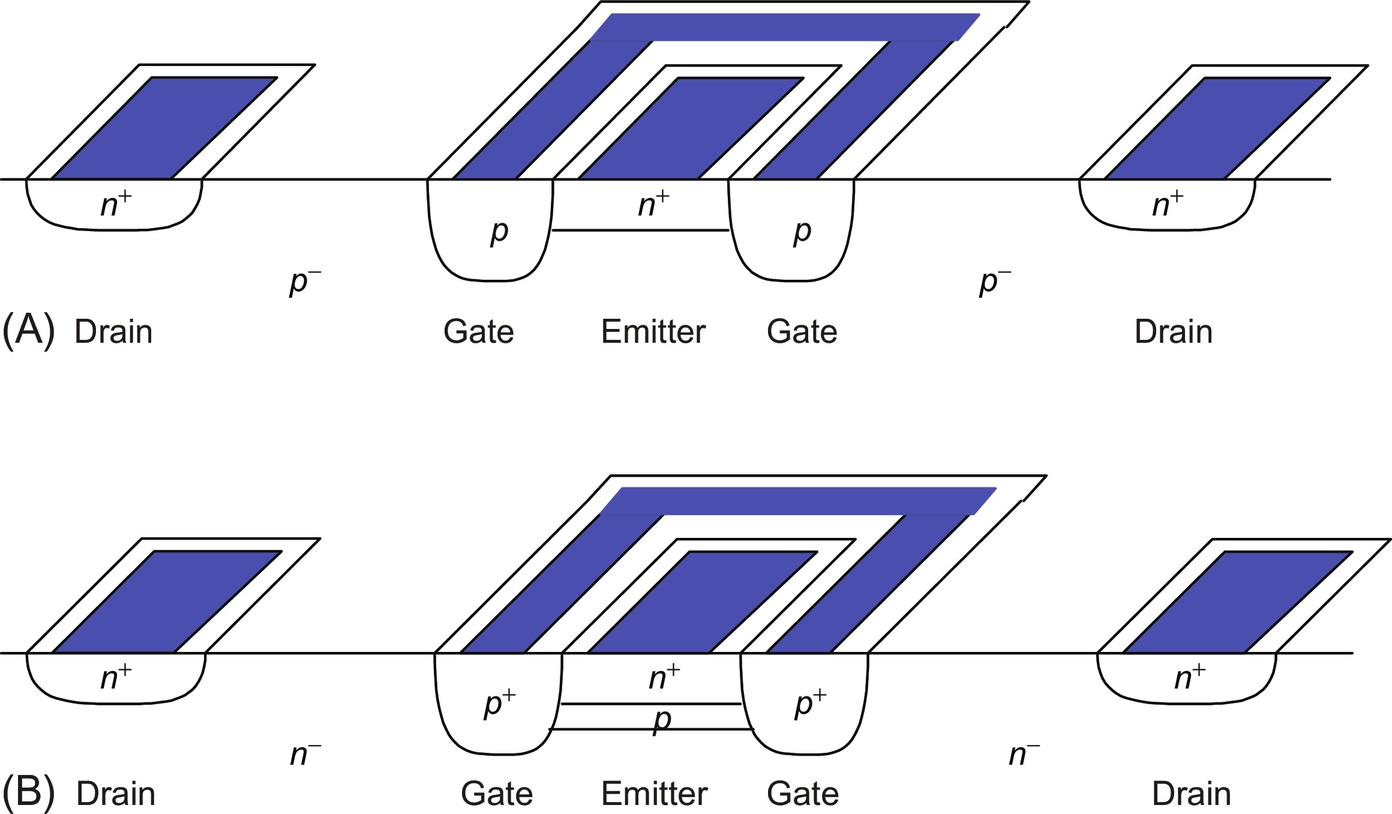 n⁺ p n⁺ p n⁺
p⁻ p⁻
(A) Drain Gate Emitter Gate Drain
n⁺ p⁺ n⁺ p⁺ n⁺
p
n⁻ n⁻
(B) Drain Gate Emitter Gate Drain